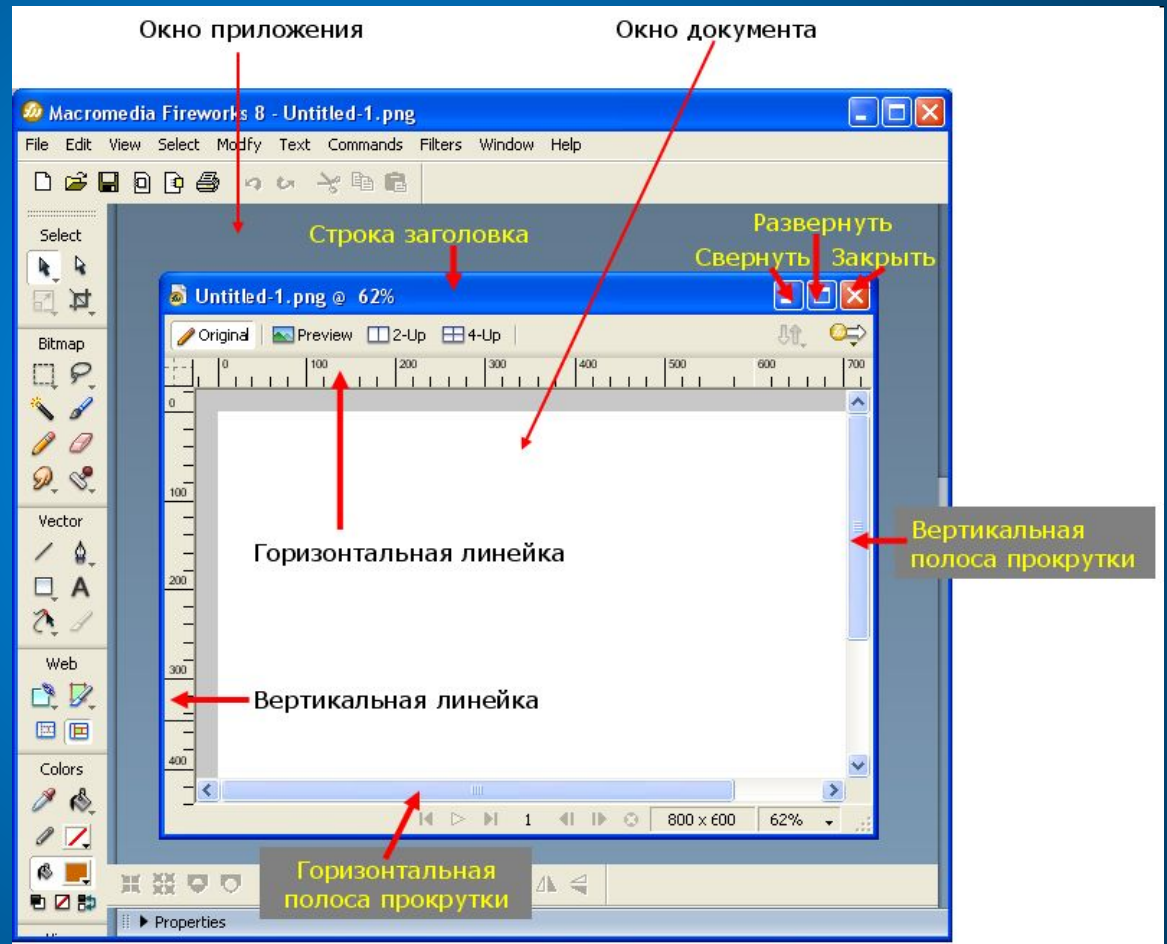 Окно приложения
Окно документа
Macromedia Fireworks 8 - Untitled-1.png
File Edit View Select Modify Text Commands Filters Window Help
Select
Строка заголовка
Развернуть
Свернуть
Закрыть
Untitled-1.png @ 62%
Original Preview 2-Up 4-Up
Bitmap
0 100 200 300 400 500 600 700
0
100
Vector
Горизонтальная линейка
Вертикальная
полоса прокрутки
200
Web
300
Вертикальная линейка
400
Colors
1 800 x 600 62%
Горизонтальная
полоса прокрутки
Properties